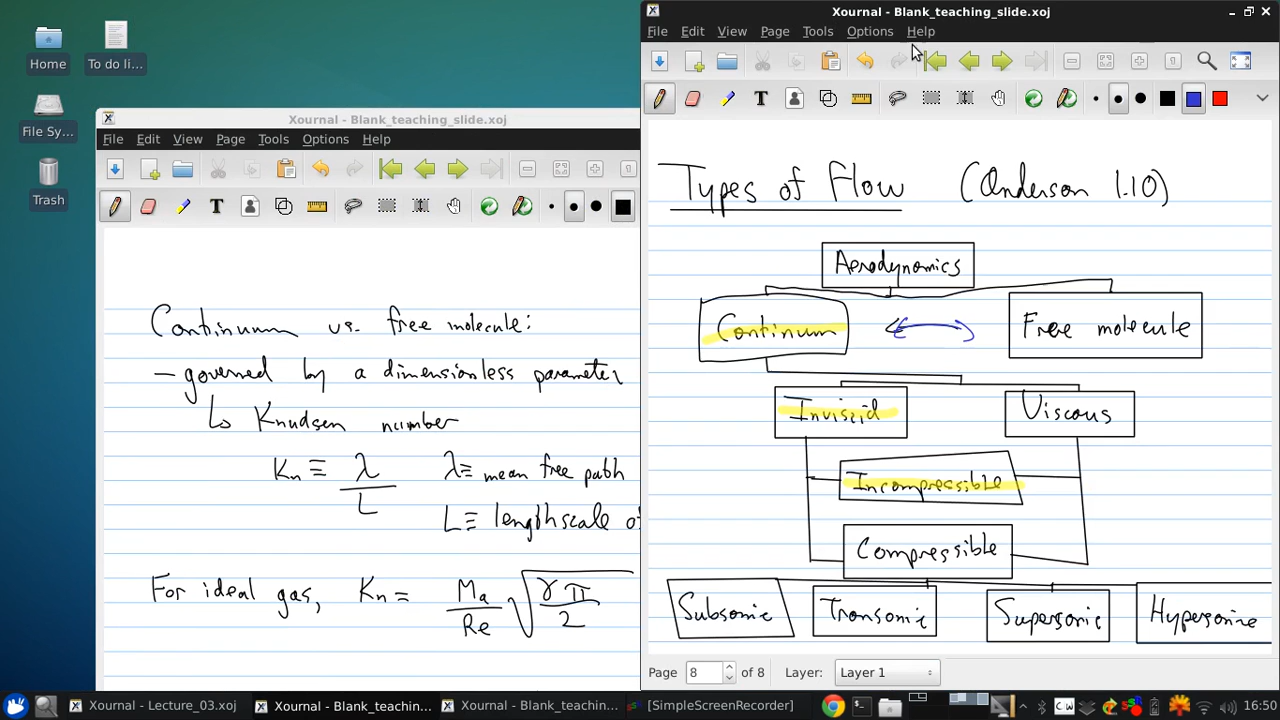 Xournal - Blank_teaching_slide.xoj
File Edit View Page Tools Options Help
Types of Flow (Anderson 1.10)
Aerodynamics
Continuum
Free molecule
Inviscid
Viscous
Incompressible
Compressible
Subsonic
Transonic
Supersonic
Hypersonic
Page 8 of 8 Layer: Layer 1
Home
To do li...
File Sy...
Trash
Xournal - Blank_teaching_slide.xoj
File Edit View Page Tools Options Help
Continuum vs. free molecule:
- governed by a dimensionless parameter
↳ Knudsen number
Kn ≡ λ/L λ ≡ mean free path
L ≡ lengthscale of
For ideal gas, Kn = Ma/Re √(γπ/2)
Xournal - Lecture_03.xoj
Xournal - Blank_teaching...
Xournal - Blank_teaching...
[SimpleScreenRecorder]
16:50